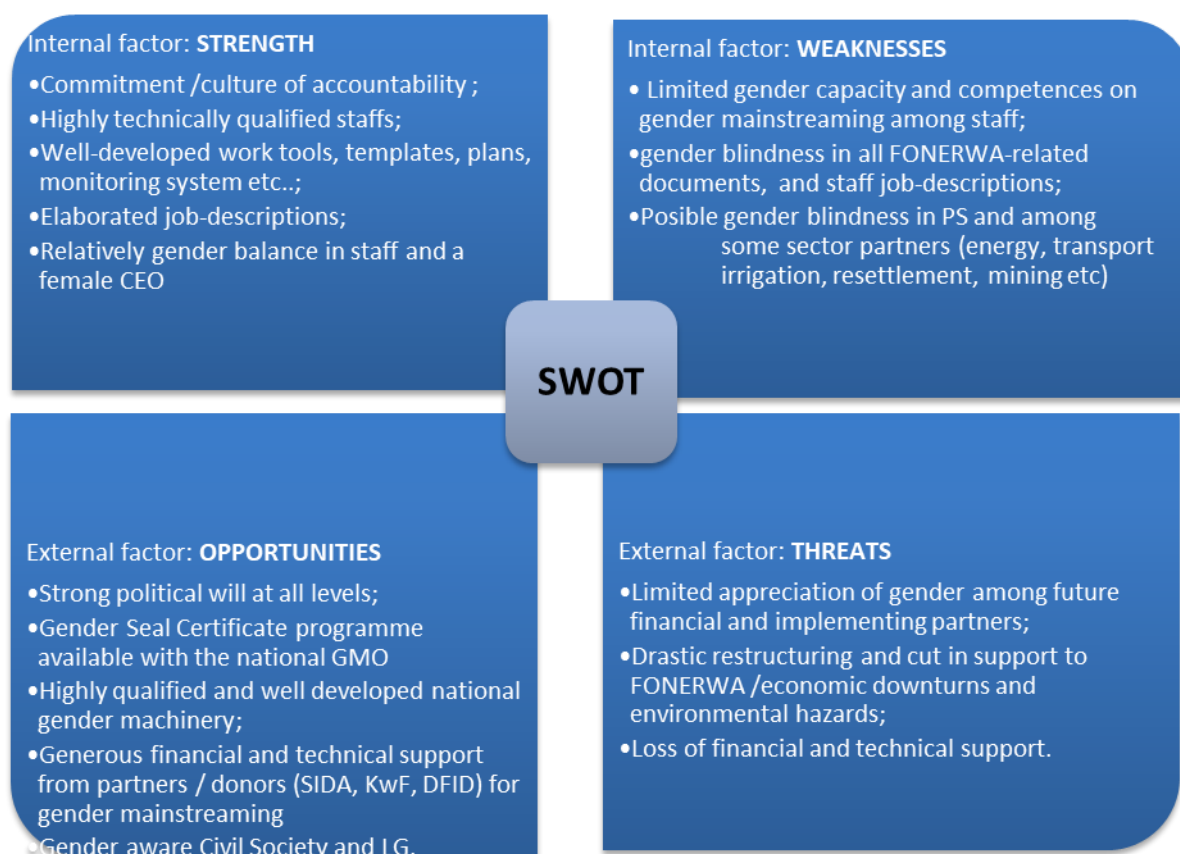 Internal factor: STRENGTH
•Commitment /culture of accountability ;
•Highly technically qualified staffs;
•Well-developed work tools, templates, plans,
monitoring system etc..;
•Elaborated job-descriptions;
•Relatively gender balance in staff and a
female CEO
Internal factor: WEAKNESSES
• Limited gender capacity and competences on
gender mainstreaming among staff;
•gender blindness in all FONERWA-related
documents, and staff job-descriptions;
•Posible gender blindness in PS and among
some sector partners (energy, transport
irrigation, resettlement, mining etc)
SWOT
External factor: OPPORTUNITIES
•Strong political will at all levels;
•Gender Seal Certificate programme
available with the national GMO
•Highly qualified and well developed national
gender machinery;
•Generous financial and technical support
from partners / donors (SIDA, KwF, DFID) for
gender mainstreaming
•Gender aware Civil Society and LG.
External factor: THREATS
•Limited appreciation of gender among future
financial and implementing partners;
•Drastic restructuring and cut in support to
FONERWA /economic downturns and
environmental hazards;
•Loss of financial and technical support.